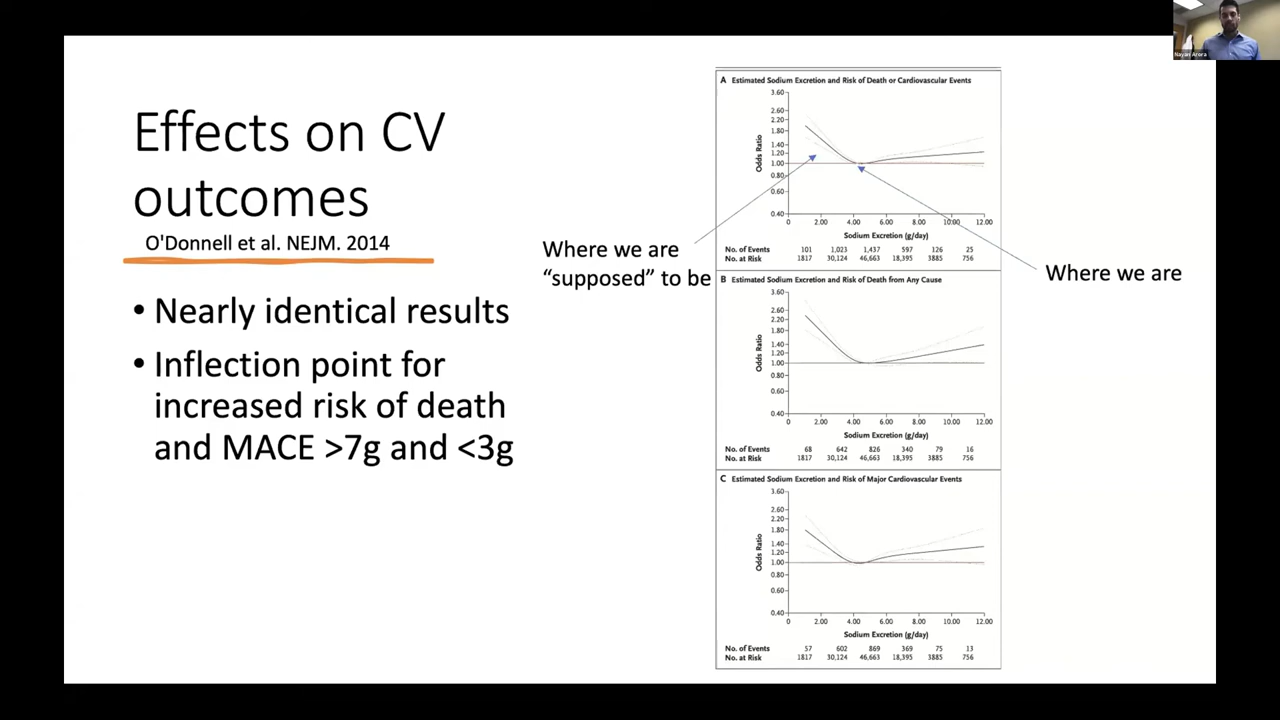 Nayan Arora
Effects on CV
outcomes
O'Donnell et al. NEJM. 2014
• Nearly identical results
• Inflection point for
increased risk of death
and MACE >7g and <3g
Where we are
“supposed” to be
Where we are
A Estimated Sodium Excretion and Risk of Death or Cardiovascular Events
3.60
2.60
2.20
1.80
1.40
1.20
1.00
0.80
0.60
0.40
Odds Ratio
0 2.00 4.00 6.00 8.00 10.00 12.00
Sodium Excretion (g/day)
No. of Events 101 1,023 1,437 597 126 25
No. at Risk 1817 30,124 46,663 18,395 3885 756
B Estimated Sodium Excretion and Risk of Death from Any Cause
3.60
2.60
2.20
1.80
1.40
1.20
1.00
0.80
0.60
0.40
Odds Ratio
0 2.00 4.00 6.00 8.00 10.00 12.00
Sodium Excretion (g/day)
No. of Events 68 642 826 340 79 16
No. at Risk 1817 30,124 46,663 18,395 3885 756
C Estimated Sodium Excretion and Risk of Major Cardiovascular Events
3.60
2.60
2.20
1.80
1.40
1.20
1.00
0.80
0.60
0.40
Odds Ratio
0 2.00 4.00 6.00 8.00 10.00 12.00
Sodium Excretion (g/day)
No. of Events 57 602 869 369 75 13
No. at Risk 1817 30,124 46,663 18,395 3885 756